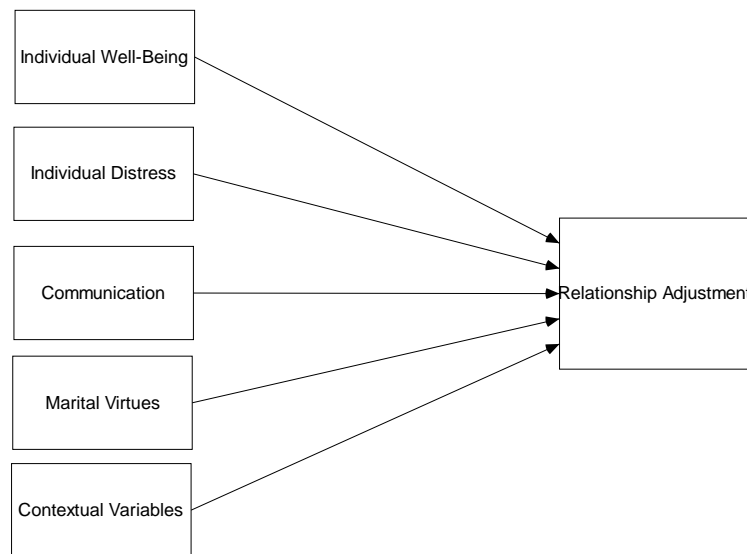 Individual Well-Being
Individual Distress
Communication
Relationship Adjustment
Marital Virtues
Contextual Variables